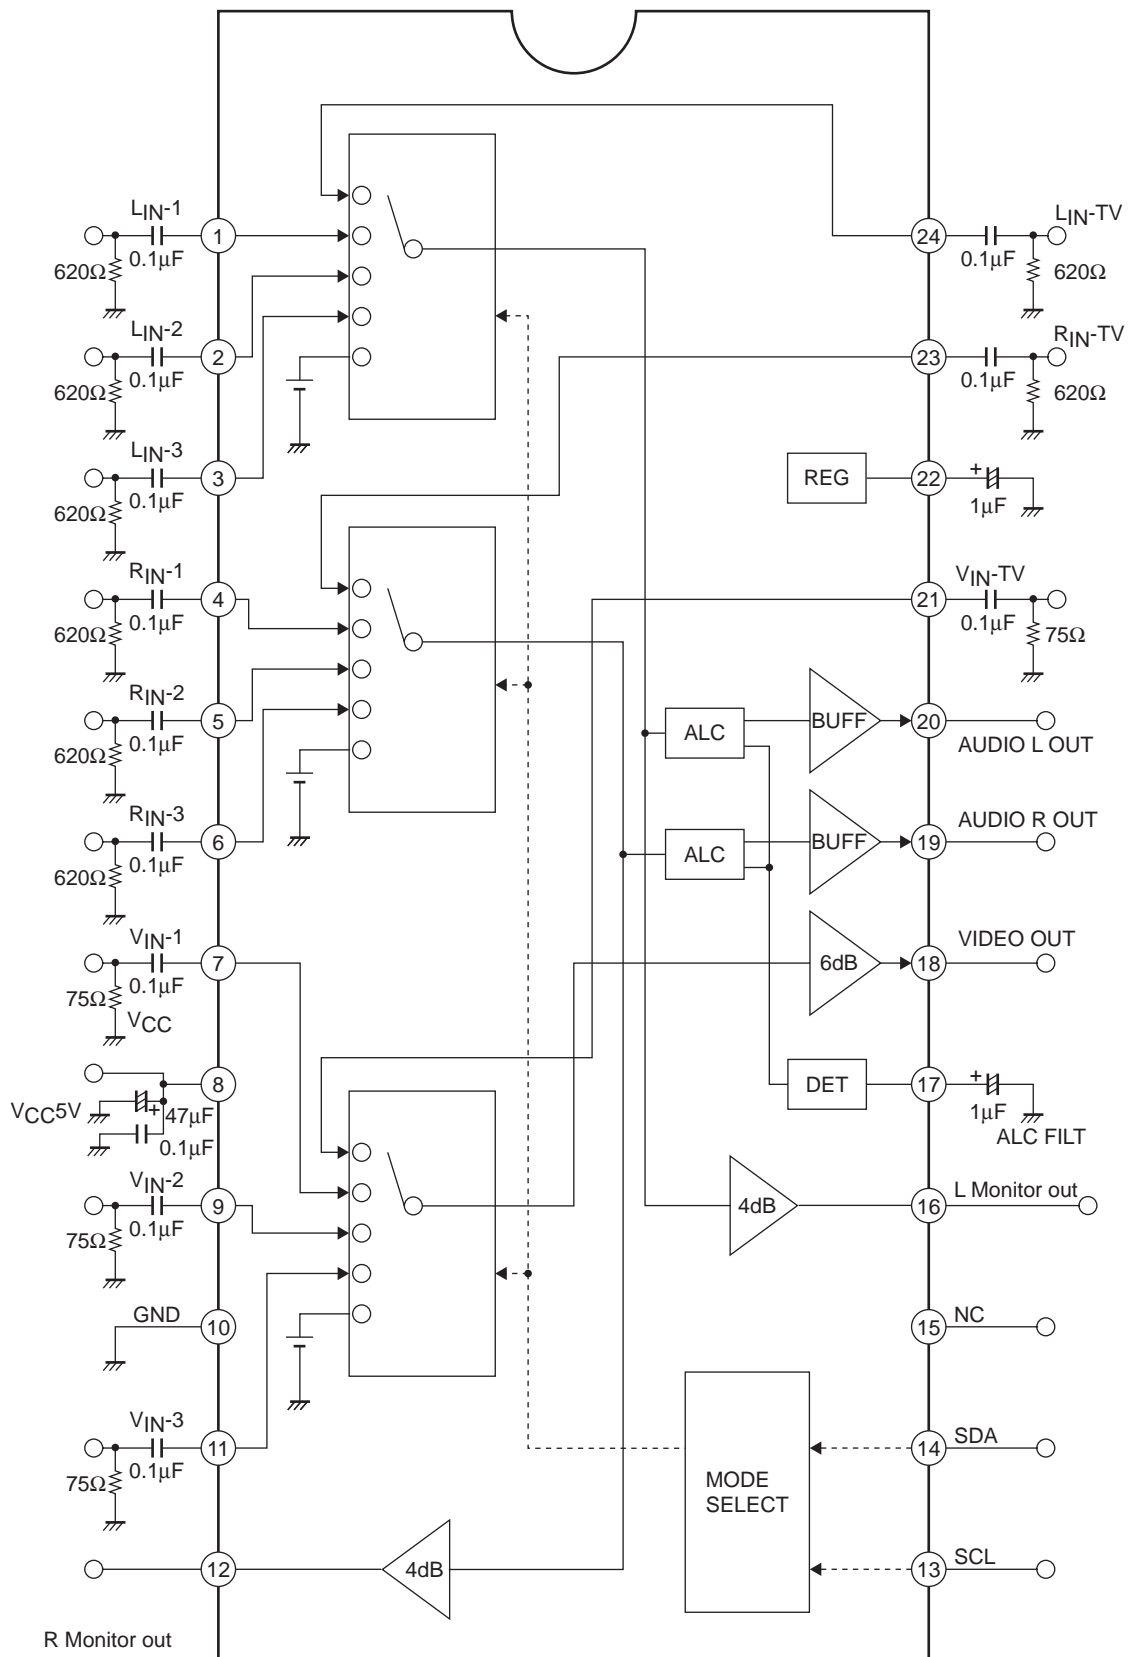 LIN-1
1
0.1μF
620Ω
LIN-2
2
0.1μF
620Ω
LIN-3
3
0.1μF
620Ω
RIN-1
4
0.1μF
620Ω
RIN-2
5
0.1μF
620Ω
RIN-3
6
0.1μF
620Ω
VIN-1
7
0.1μF
75Ω
VCC
8
VCC5V
+
47μF
0.1μF
VIN-2
9
0.1μF
75Ω
GND
10
VIN-3
11
0.1μF
75Ω
12
4dB
R Monitor out
24
LIN-TV
0.1μF
620Ω
23
RIN-TV
0.1μF
620Ω
REG
22
+
1μF
21
VIN-TV
0.1μF
75Ω
ALC
BUFF
20
AUDIO L OUT
ALC
BUFF
19
AUDIO R OUT
6dB
18
VIDEO OUT
DET
17
+
1μF
ALC FILT
4dB
16
L Monitor out
15
NC
MODE
SELECT
14
SDA
13
SCL